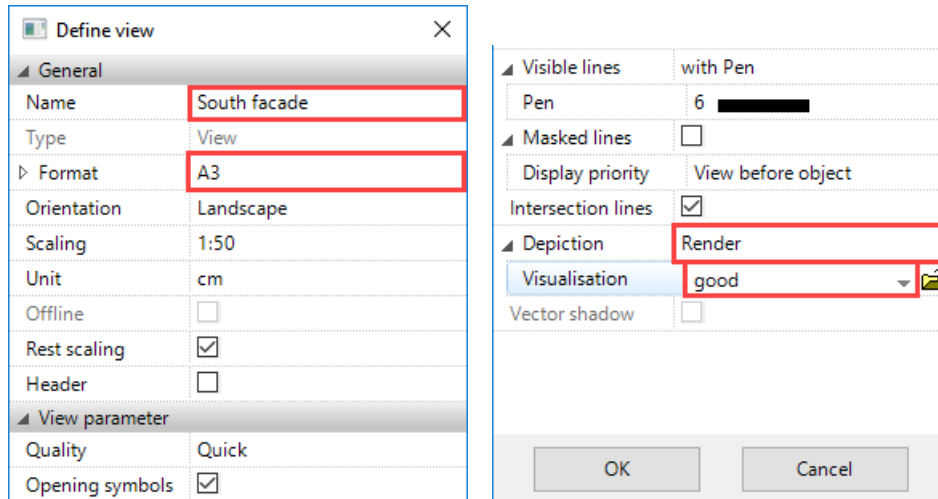 Define view
General
Name South facade
Type View
Format A3
Orientation Landscape
Scaling 1:50
Unit cm
Offline
Rest scaling
Header
View parameter
Quality Quick
Opening symbols
Visible lines with Pen
Pen 6
Masked lines
Display priority View before object
Intersection lines
Depiction Render
Visualisation good
Vector shadow
OK Cancel